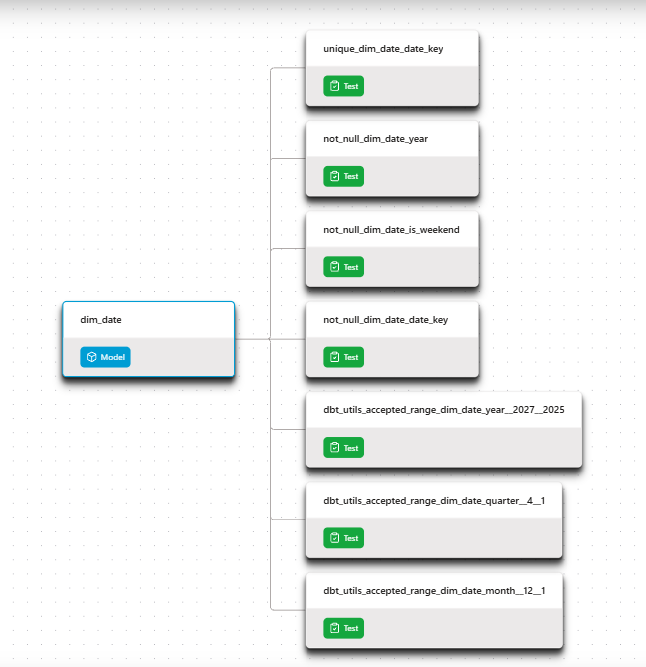 unique_dim_date_date_key
Test
not_null_dim_date_year
Test
not_null_dim_date_is_weekend
Test
dim_date
Model
not_null_dim_date_date_key
Test
dbt_utils_accepted_range_dim_date_year__2027__2025
Test
dbt_utils_accepted_range_dim_date_quarter__4__1
Test
dbt_utils_accepted_range_dim_date_month__12__1
Test